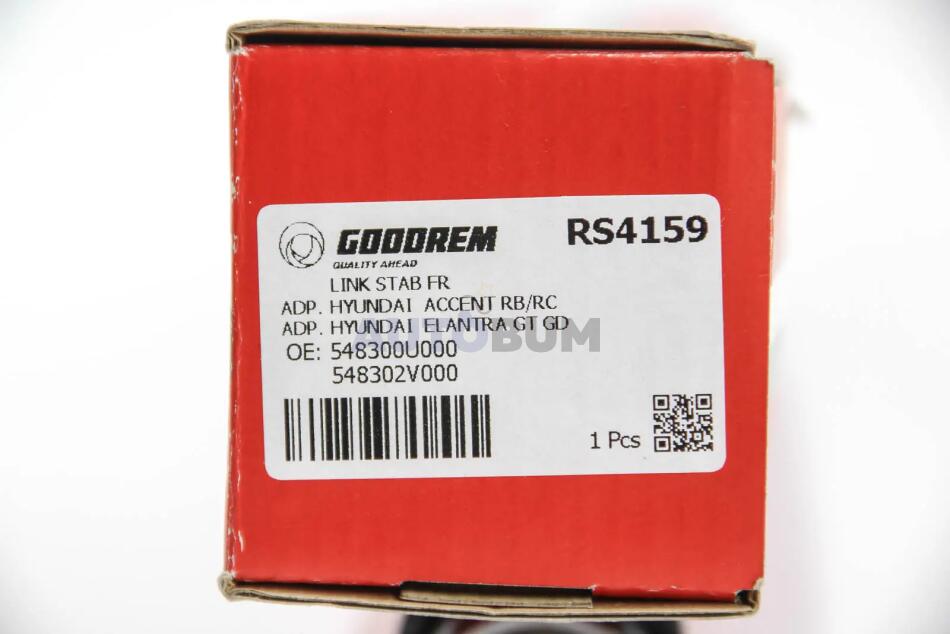 GOODREM
RS4159
QUALITY AHEAD
LINK STAB FR
ADP. HYUNDAI ACCENT RB/RC
ADP. HYUNDAI ELANTRA GT GD
AUTOBUM
OE: 548300U000
548302V000
1 Pcs